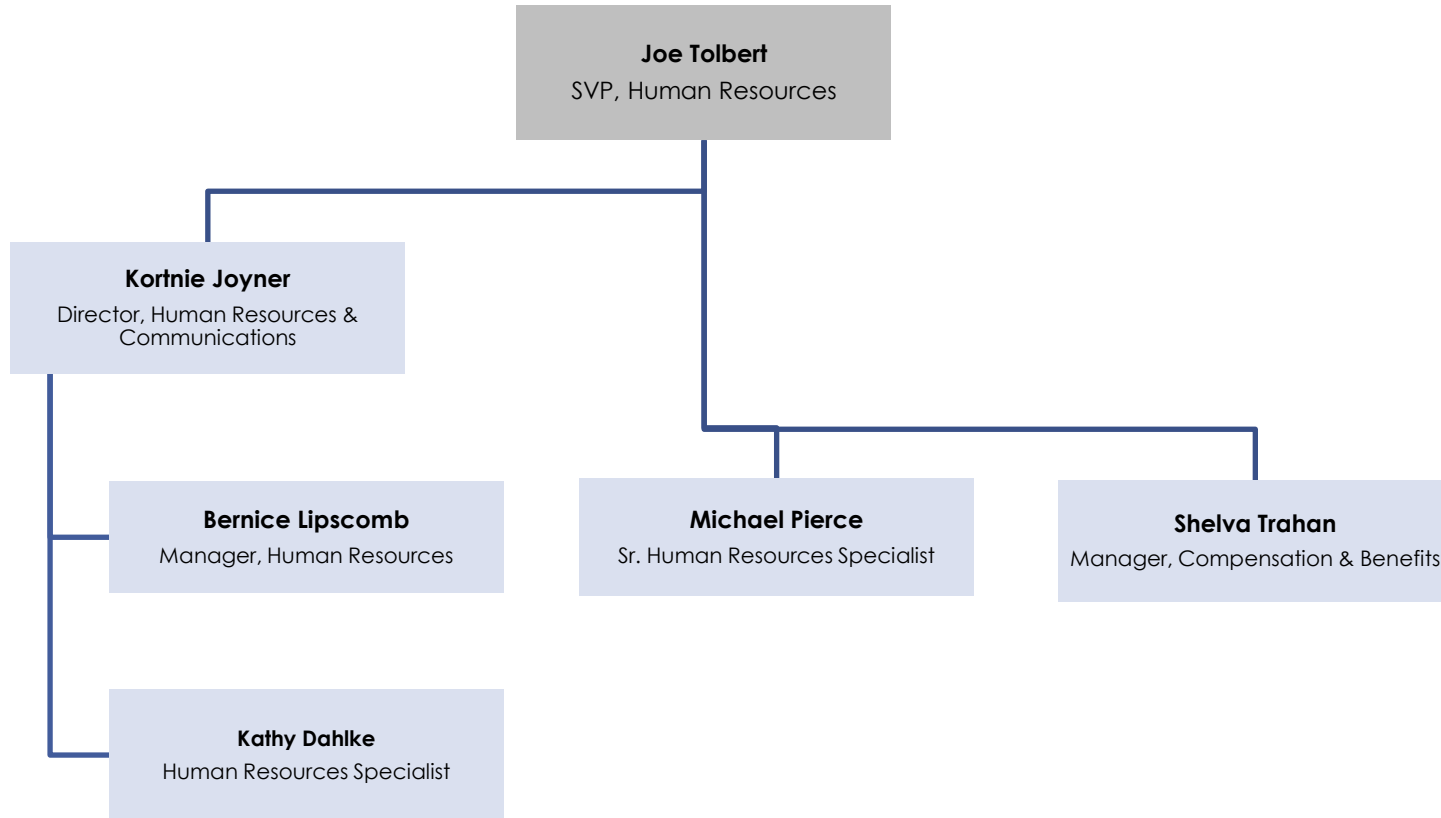 Joe Tolbert
SVP, Human Resources
Kortnie Joyner
Director, Human Resources &
Communications
Bernice Lipscomb
Manager, Human Resources
Michael Pierce
Sr. Human Resources Specialist
Shelva Trahan
Manager, Compensation & Benefits
Kathy Dahlke
Human Resources Specialist